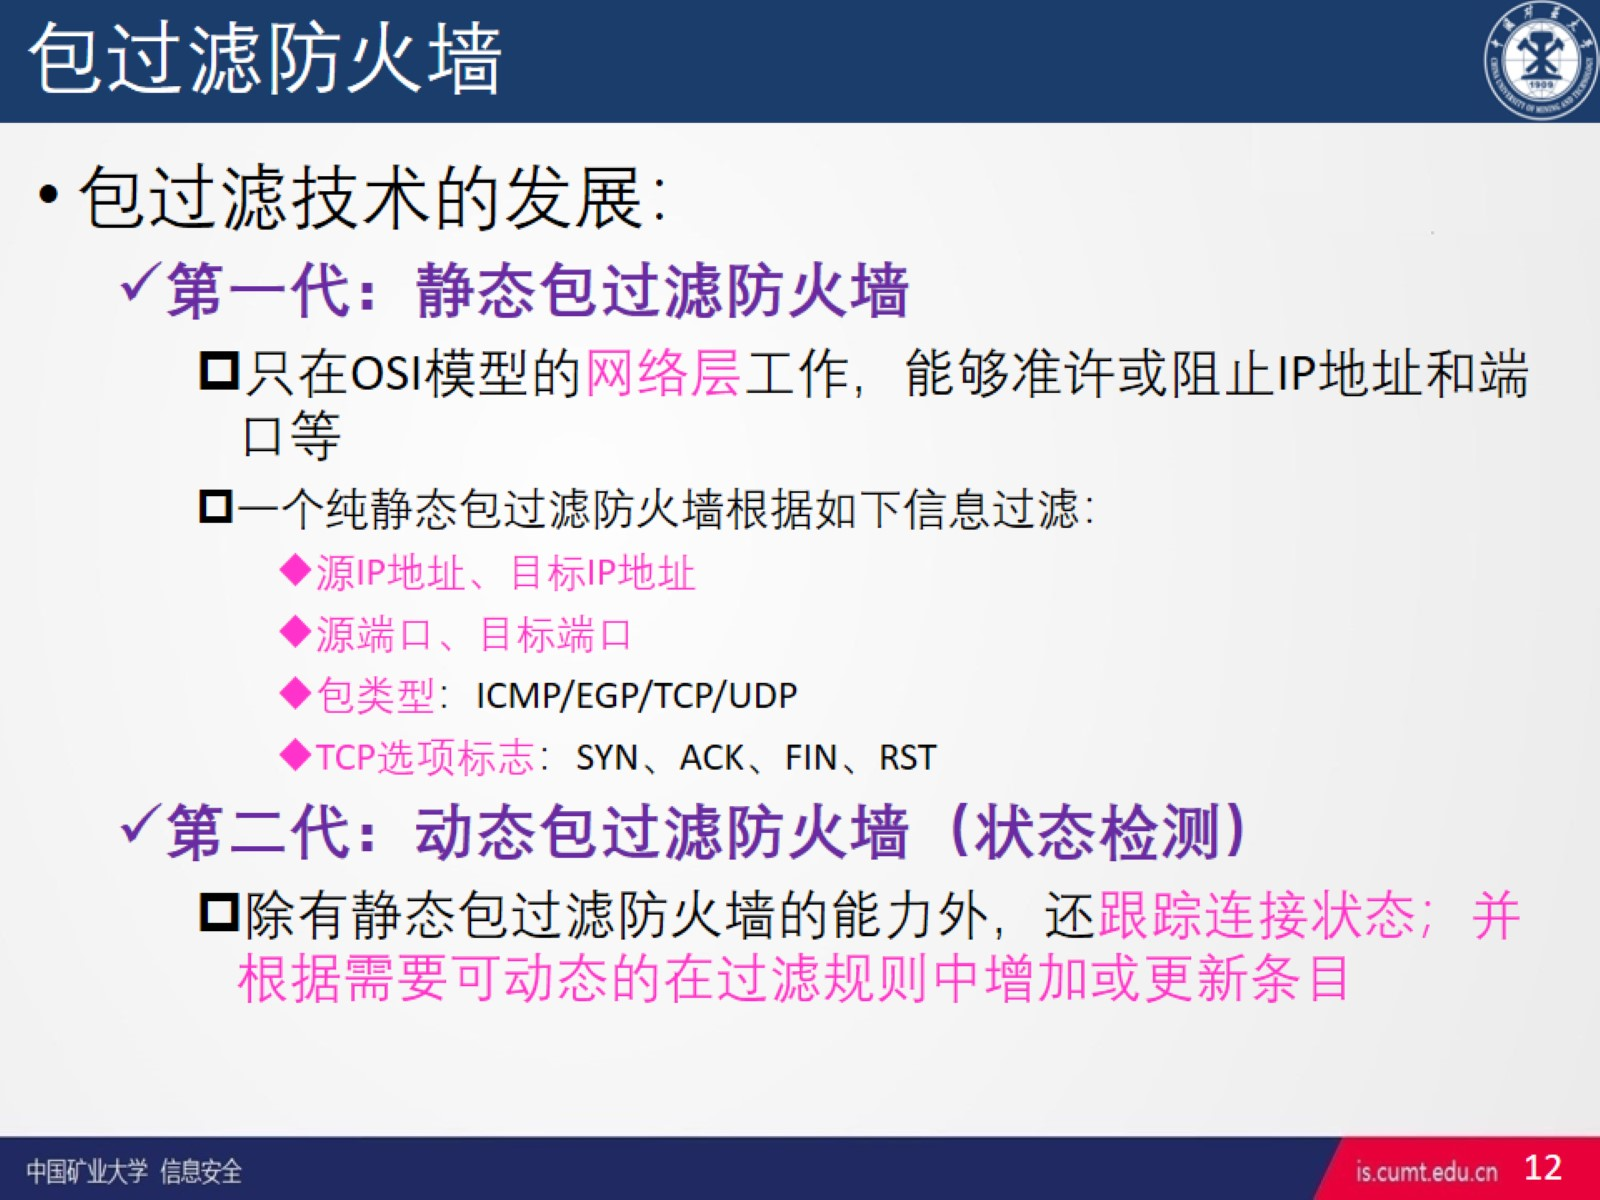 包过滤防火墙
1909
CHINA UNIVERSITY OF MINING AND TECHNOLOGY
• 包过滤技术的发展：
✓第一代：静态包过滤防火墙
只在OSI模型的网络层工作，能够准许或阻止IP地址和端
口等
一个纯静态包过滤防火墙根据如下信息过滤：
◆源IP地址、目标IP地址
◆源端口、目标端口
◆包类型：ICMP/EGP/TCP/UDP
◆TCP选项标志：SYN、ACK、FIN、RST
✓第二代：动态包过滤防火墙（状态检测）
除有静态包过滤防火墙的能力外，还跟踪连接状态；并
根据需要可动态的在过滤规则中增加或更新条目
中国矿业大学 信息安全
is.cumt.edu.cn 12